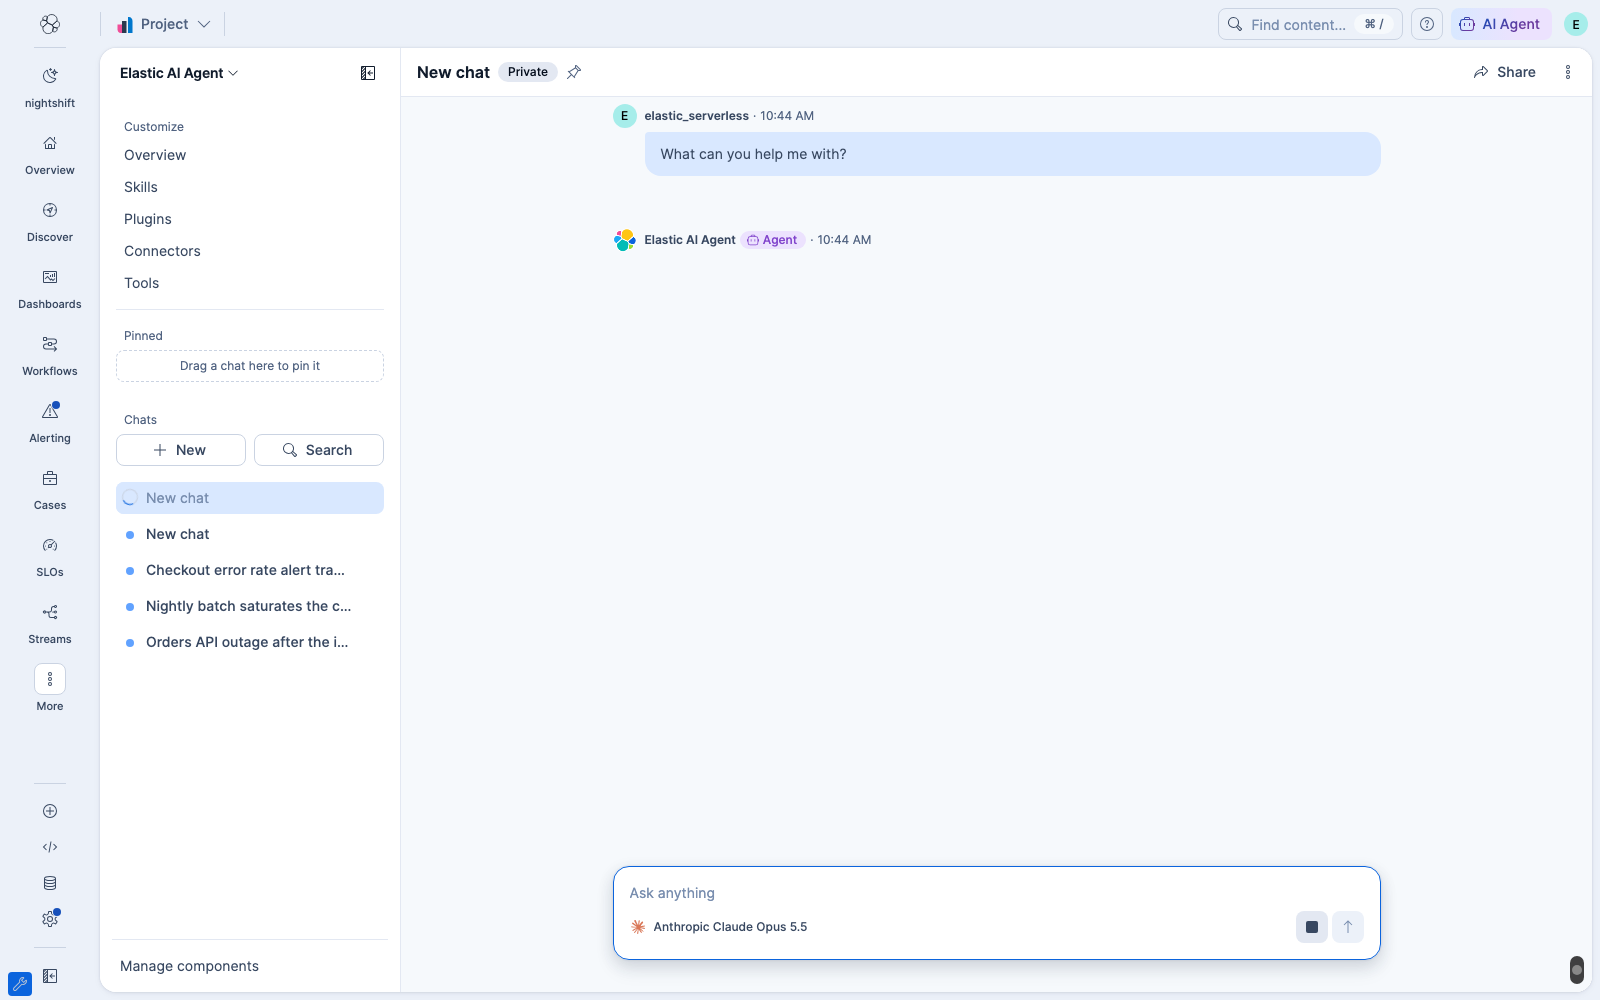 Project
Find content...
⌘ /
AI Agent
E
nightshift
Overview
Discover
Dashboards
Workflows
Alerting
Cases
SLOs
Streams
More
Elastic AI Agent
Customize
Overview
Skills
Plugins
Connectors
Tools
Pinned
Drag a chat here to pin it
Chats
New
Search
New chat
New chat
Checkout error rate alert tra...
Nightly batch saturates the c...
Orders API outage after the i...
Manage components
New chat
Private
Share
E
elastic_serverless · 10:44 AM
What can you help me with?
Elastic AI Agent Agent · 10:44 AM
Ask anything
Anthropic Claude Opus 5.5